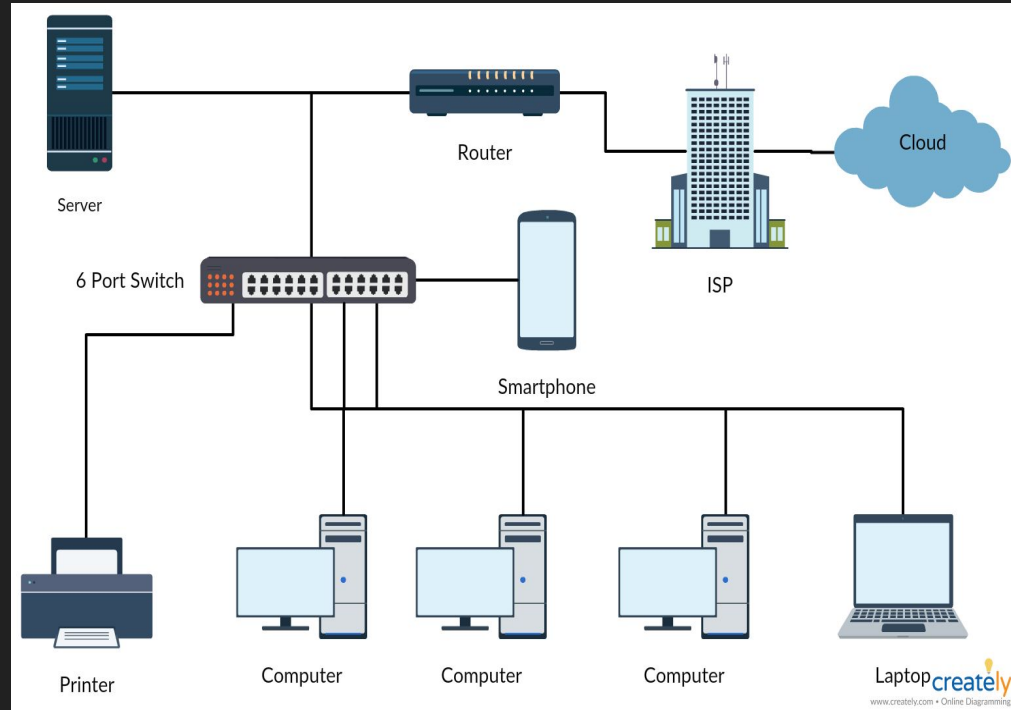 Cloud
Router
Server
6 Port Switch
ISP
Smartphone
Printer
Computer
Computer
Computer
Laptop
creately
www.creately.com • Online Diagramming